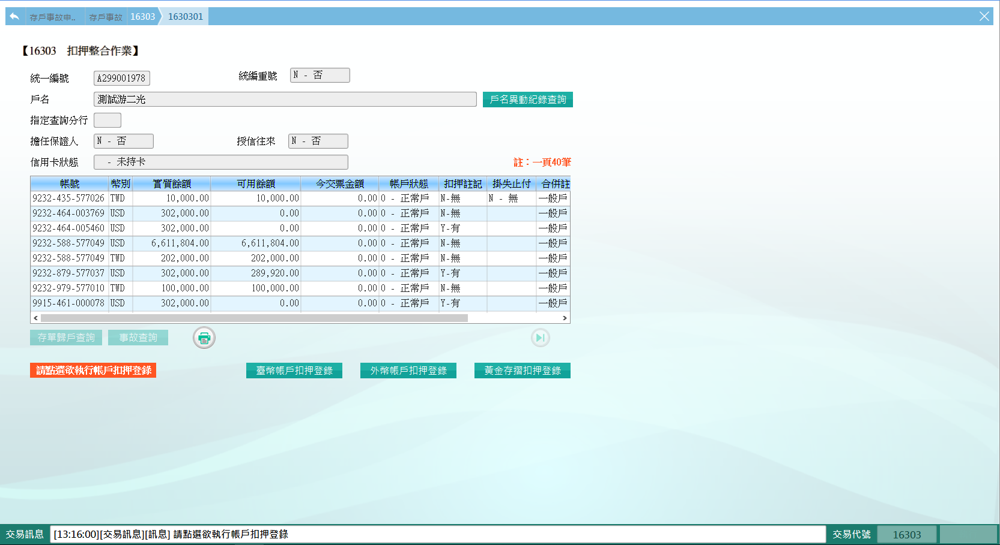 存戶事故申.. 存戶事故 16303 1630301
【16303 扣押整合作業】
統一編號 A299001978 統編重號 N - 否
戶名 測試游二光 戶名異動紀錄查詢
指定查詢分行
擔任保證人 N - 否 授信往來 N - 否
信用卡狀態 - 未持卡 註：一頁40筆
帳號 幣別 實質餘額 可用餘額 今交票金額 帳戶狀態 扣押註記 掛失止付 合併註
9232-435-577026 TWD 10,000.00 10,000.00 0.00 0 - 正常戶 N-無 N - 無 一般戶
9232-464-003769 USD 302,000.00 0.00 0.00 0 - 正常戶 N-無 一般戶
9232-464-005460 USD 302,000.00 0.00 0.00 0 - 正常戶 Y-有 一般戶
9232-588-577049 USD 6,611,804.00 6,611,804.00 0.00 0 - 正常戶 N-無 一般戶
9232-588-577049 TWD 202,000.00 202,000.00 0.00 0 - 正常戶 N-無 一般戶
9232-879-577037 USD 302,000.00 289,920.00 0.00 0 - 正常戶 Y-有 一般戶
9232-979-577010 TWD 100,000.00 100,000.00 0.00 0 - 正常戶 N-無 一般戶
9915-461-000078 USD 302,000.00 0.00 0.00 0 - 正常戶 Y-有 一般戶
存單歸戶查詢 事故查詢
請點選欲執行帳戶扣押登錄 臺幣帳戶扣押登錄 外幣帳戶扣押登錄 黃金存摺扣押登錄
交易訊息 [13:16:00][交易訊息][訊息] 請點選欲執行帳戶扣押登錄 交易代號 16303